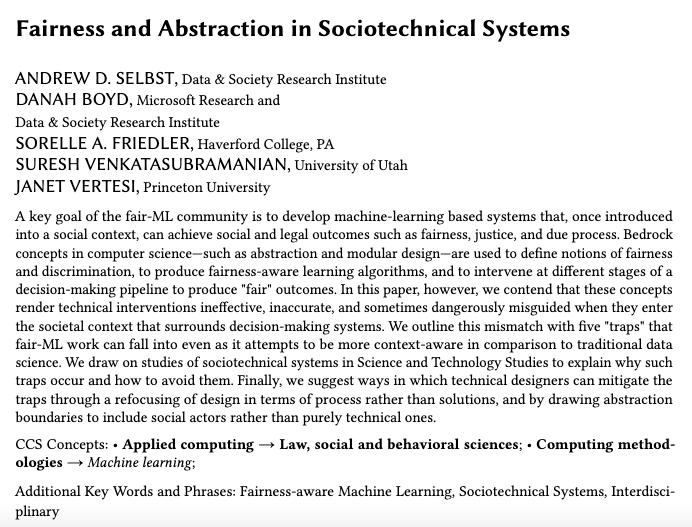 Fairness and Abstraction in Sociotechnical Systems
ANDREW D. SELBST, Data & Society Research Institute
DANAH BOYD, Microsoft Research and
Data & Society Research Institute
SORELLE A. FRIEDLER, Haverford College, PA
SURESH VENKATASUBRAMANIAN, University of Utah
JANET VERTESI, Princeton University
A key goal of the fair-ML community is to develop machine-learning based systems that, once introduced
into a social context, can achieve social and legal outcomes such as fairness, justice, and due process. Bedrock
concepts in computer science—such as abstraction and modular design—are used to define notions of fairness
and discrimination, to produce fairness-aware learning algorithms, and to intervene at different stages of a
decision-making pipeline to produce "fair" outcomes. In this paper, however, we contend that these concepts
render technical interventions ineffective, inaccurate, and sometimes dangerously misguided when they enter
the societal context that surrounds decision-making systems. We outline this mismatch with five "traps" that
fair-ML work can fall into even as it attempts to be more context-aware in comparison to traditional data
science. We draw on studies of sociotechnical systems in Science and Technology Studies to explain why such
traps occur and how to avoid them. Finally, we suggest ways in which technical designers can mitigate the
traps through a refocusing of design in terms of process rather than solutions, and by drawing abstraction
boundaries to include social actors rather than purely technical ones.
CCS Concepts: • Applied computing → Law, social and behavioral sciences; • Computing method-
ologies → Machine learning;
Additional Key Words and Phrases: Fairness-aware Machine Learning, Sociotechnical Systems, Interdisci-
plinary